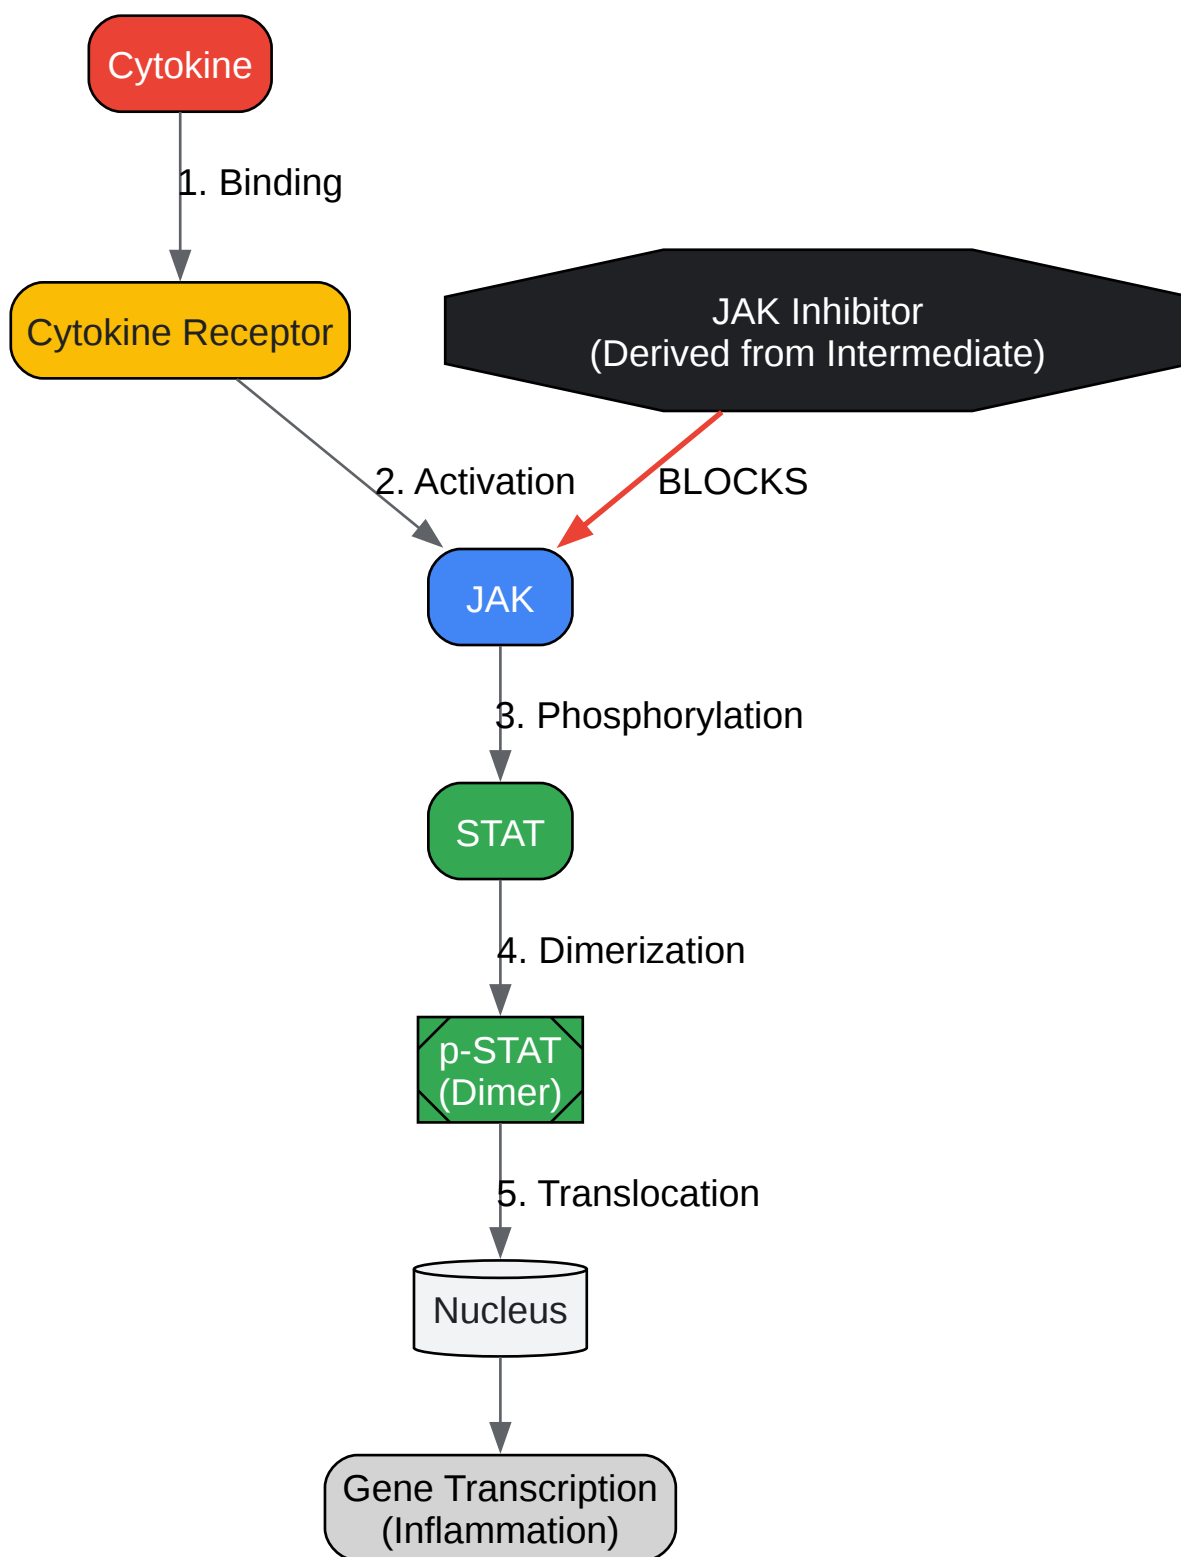 Cytokine
1. Binding
Cytokine Receptor
JAK Inhibitor
(Derived from Intermediate)
2. Activation
BLOCKS
JAK
3. Phosphorylation
STAT
4. Dimerization
p-STAT
(Dimer)
5. Translocation
Nucleus
Gene Transcription
(Inflammation)